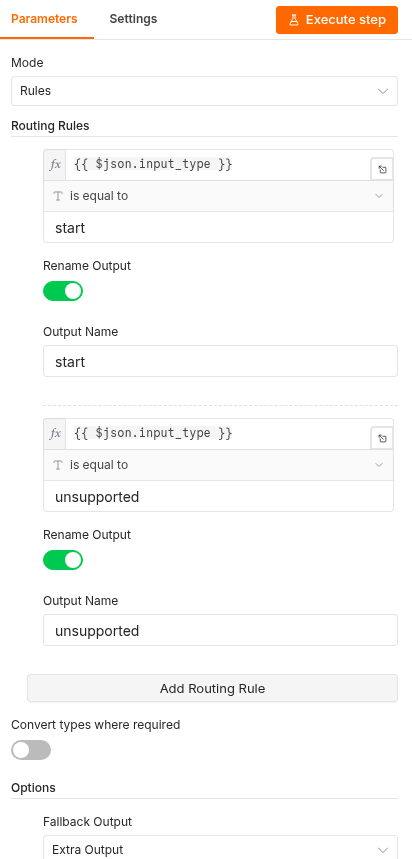 Parameters Settings Execute step
Mode
Rules
Routing Rules
fx {{ $json.input_type }}
T is equal to
start
Rename Output
Output Name
start
fx {{ $json.input_type }}
T is equal to
unsupported
Rename Output
Output Name
unsupported
Add Routing Rule
Convert types where required
Options
Fallback Output
Extra Output